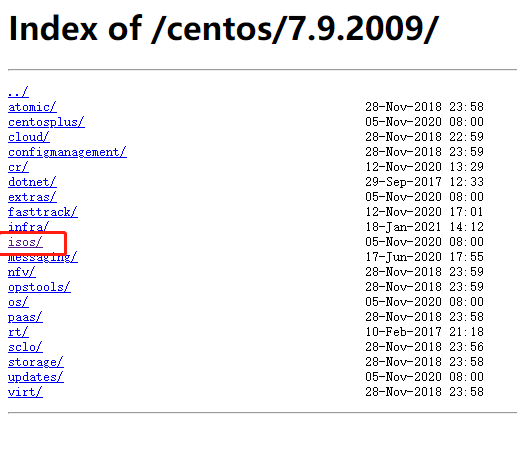 Index of /centos/7.9.2009/
../
atomic/ 28-Nov-2018 23:58
centosplus/ 05-Nov-2020 08:00
cloud/ 28-Nov-2018 22:59
configmanagement/ 28-Nov-2018 23:59
cr/ 12-Nov-2020 13:29
dotnet/ 29-Sep-2017 12:33
extras/ 05-Nov-2020 08:00
fasttrack/ 12-Nov-2020 17:01
infra/ 18-Jan-2021 14:12
isos/ 05-Nov-2020 08:00
messaging/ 17-Jun-2020 17:55
nfv/ 28-Nov-2018 23:59
opstools/ 28-Nov-2018 23:59
os/ 05-Nov-2020 08:00
paas/ 28-Nov-2018 23:58
rt/ 10-Feb-2017 21:18
sclo/ 28-Nov-2018 23:56
storage/ 28-Nov-2018 23:58
updates/ 05-Nov-2020 08:00
virt/ 28-Nov-2018 23:58